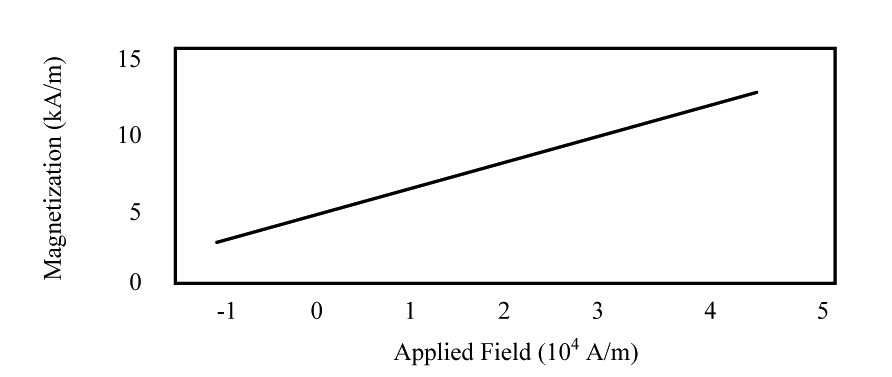 Magnetization (kA/m)
15
10
5
0
-1 0 1 2 3 4 5
Applied Field (10⁴ A/m)